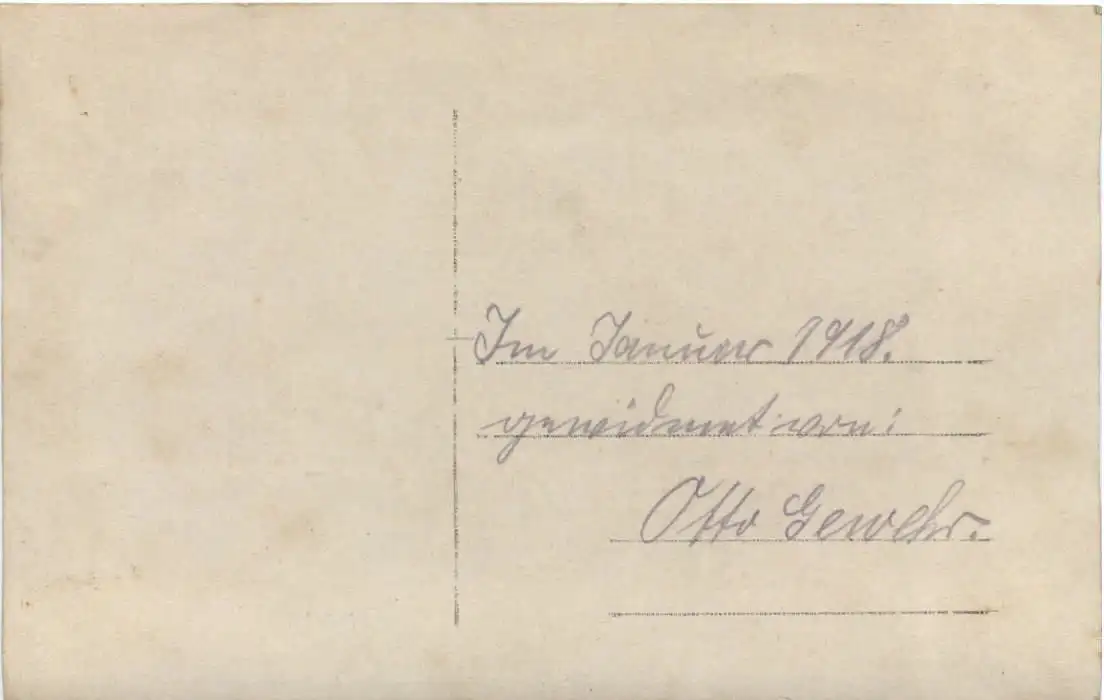 Im Januar 1918.
gewidmet von:
Otto Gewehr.